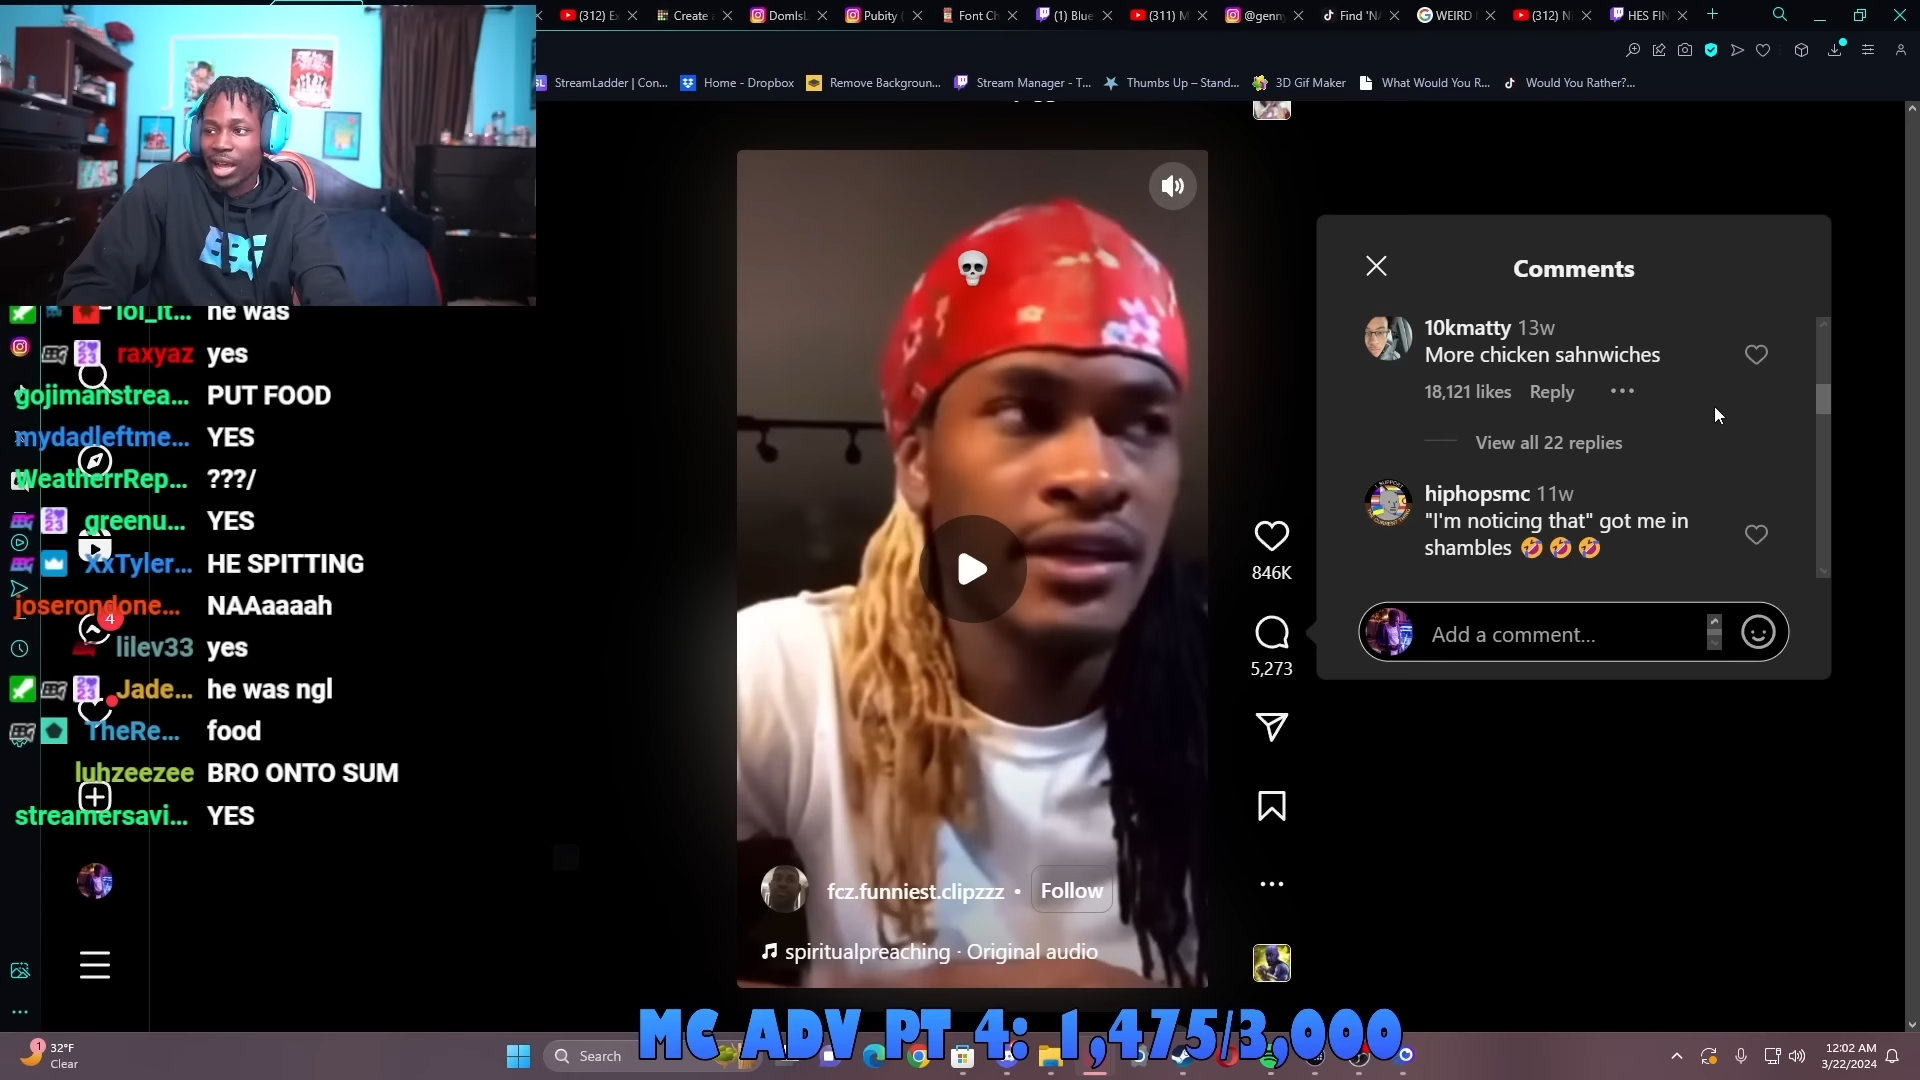 (312) E
Create
DomIs
Pubity (
Font Ch
(1) Blue
(311) M
@genn
Find 'N
WEIRD
(312) N
HES FIN
StreamLadder | Con...
Home - Dropbox
Remove Backgroun...
Stream Manager - T...
Thumbs Up – Stand...
3D Gif Maker
What Would You R...
Would You Rather?...
lol_it... he was
raxyaz yes
gojimanstrea... PUT FOOD
mydadleftme... YES
WeatherrRep... ???/
greenu... YES
XxTyler... HE SPITTING
joserondone... NAAaaaah
4
lilev33 yes
Jade... he was ngl
TheRe... food
luhzeezee BRO ONTO SUM
streamersavi... YES
💀
fcz.funniest.clipzzz • Follow
spiritualpreaching · Original audio
846K
5,273
Comments
10kmatty 13w
More chicken sahnwiches
18,121 likes Reply
View all 22 replies
hiphopsmc 11w
"I'm noticing that" got me in
shambles 🤣 🤣 🤣
Add a comment...
MC ADV PT 4: 1,475/3,000
1
32°F
Clear
Search
12:02 AM
3/22/2024